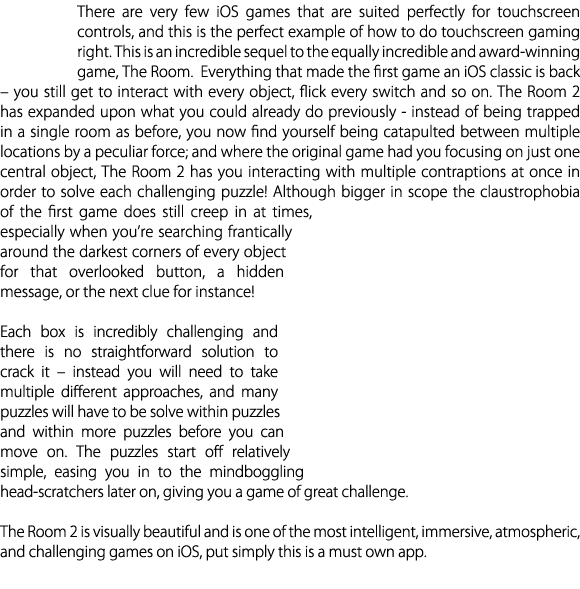 There are very few iOS games that are suited perfectly for touchscreen
controls, and this is the perfect example of how to do touchscreen gaming
right. This is an incredible sequel to the equally incredible and award-winning
game, The Room. Everything that made the first game an iOS classic is back
– you still get to interact with every object, flick every switch and so on. The Room 2
has expanded upon what you could already do previously - instead of being trapped
in a single room as before, you now find yourself being catapulted between multiple
locations by a peculiar force; and where the original game had you focusing on just one
central object, The Room 2 has you interacting with multiple contraptions at once in
order to solve each challenging puzzle! Although bigger in scope the claustrophobia
of the first game does still creep in at times,
especially when you're searching frantically
around the darkest corners of every object
for that overlooked button, a hidden
message, or the next clue for instance!
Each box is incredibly challenging and
there is no straightforward solution to
crack it – instead you will need to take
multiple different approaches, and many
puzzles will have to be solve within puzzles
and within more puzzles before you can
move on. The puzzles start off relatively
simple, easing you in to the mindboggling
head-scratchers later on, giving you a game of great challenge.
The Room 2 is visually beautiful and is one of the most intelligent, immersive, atmospheric,
and challenging games on iOS, put simply this is a must own app.